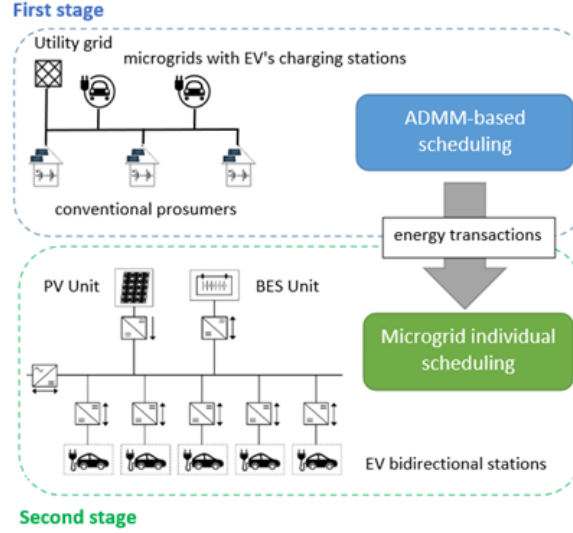 First stage
Utility grid
microgrids with EV's charging stations
ADMM-based
scheduling
conventional prosumers
energy transactions
PV Unit
BES Unit
Microgrid individual
scheduling
EV bidirectional stations
Second stage